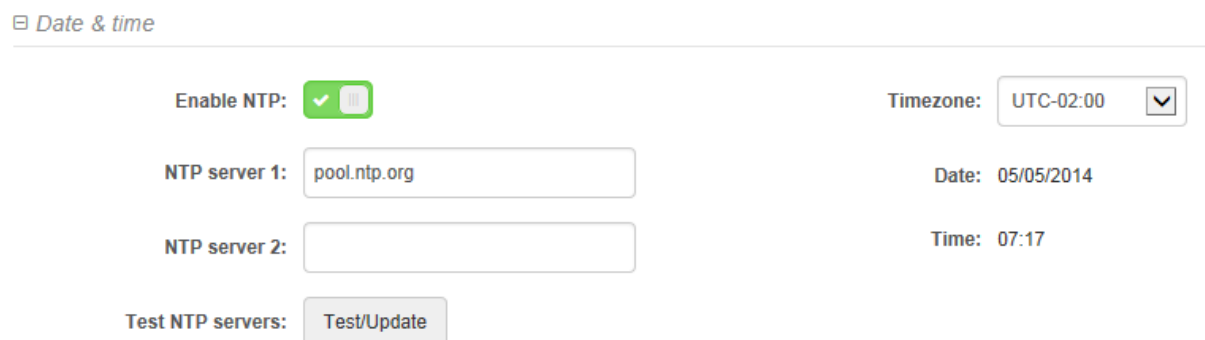 Date & time
Enable NTP:
Timezone: UTC-02:00
NTP server 1: pool.ntp.org
Date: 05/05/2014
NTP server 2:
Time: 07:17
Test NTP servers: Test/Update